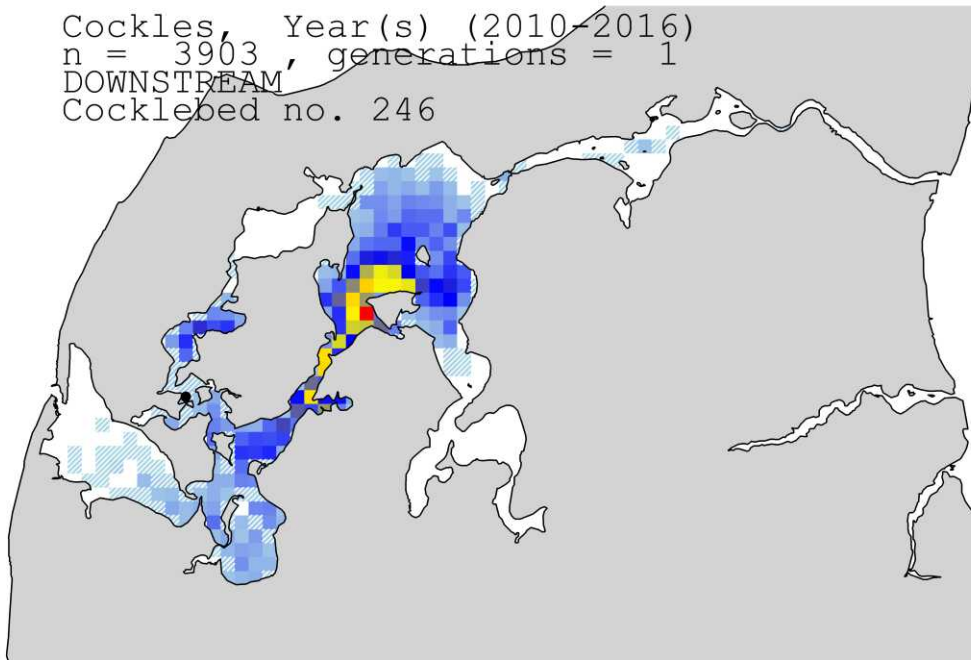 Cockles,  Year(s) (2010-2016)
n =  3903 , generations =  1
DOWNSTREAM
Cocklebed no. 246